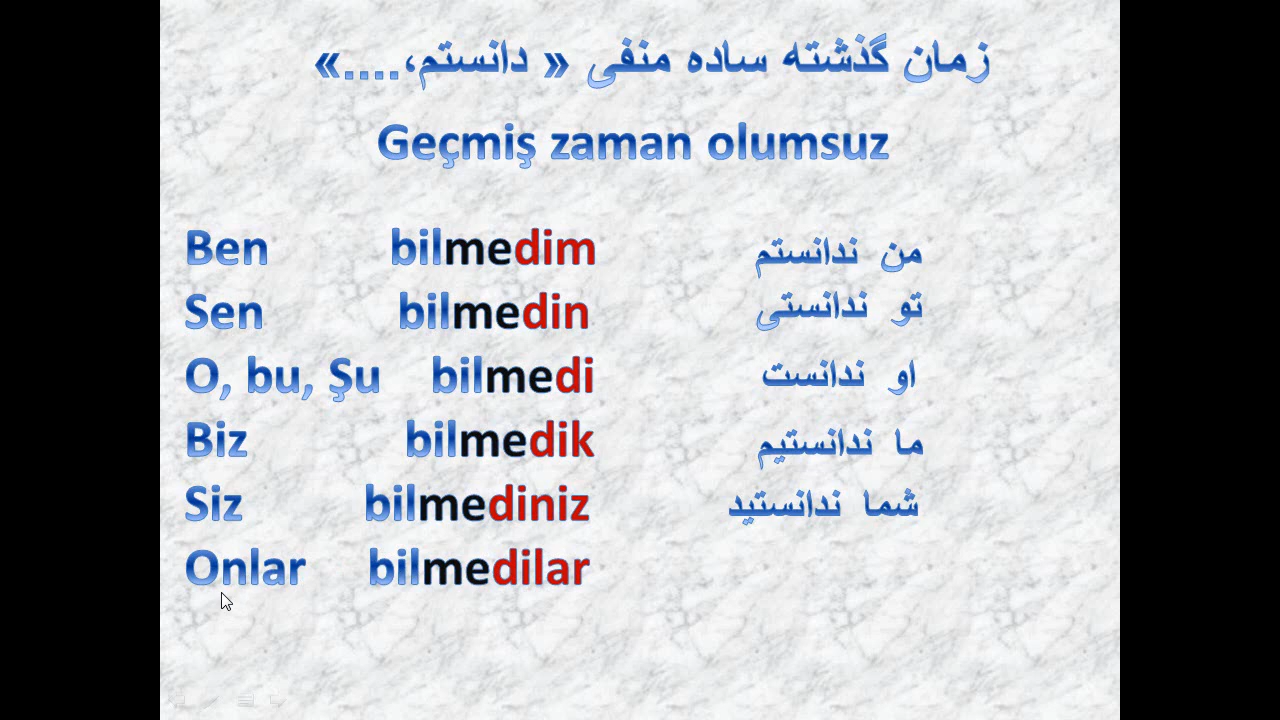 زمان گذشته ساده منفی « دانستم،....»
Geçmiş zaman olumsuz
Ben bilmedim من ندانستم
Sen bilmedin تو ندانستی
O, bu, Şu bilmedi او ندانست
Biz bilmedik ما ندانستیم
Siz bilmediniz شما ندانستید
Onlar bilmedilar